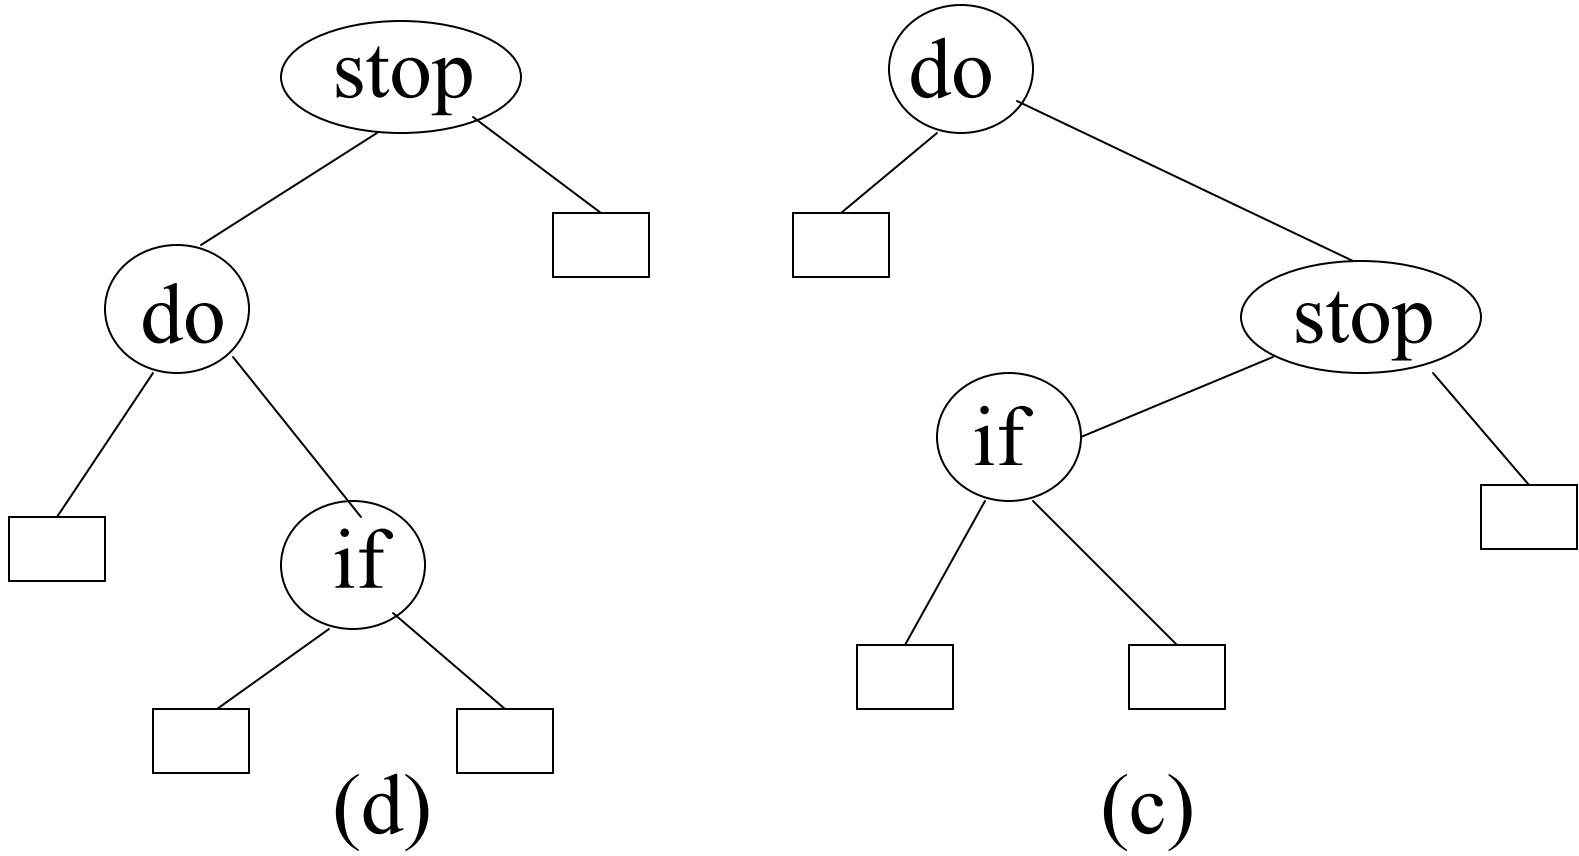 stop
do
if
(d)
do
stop
if
(c)